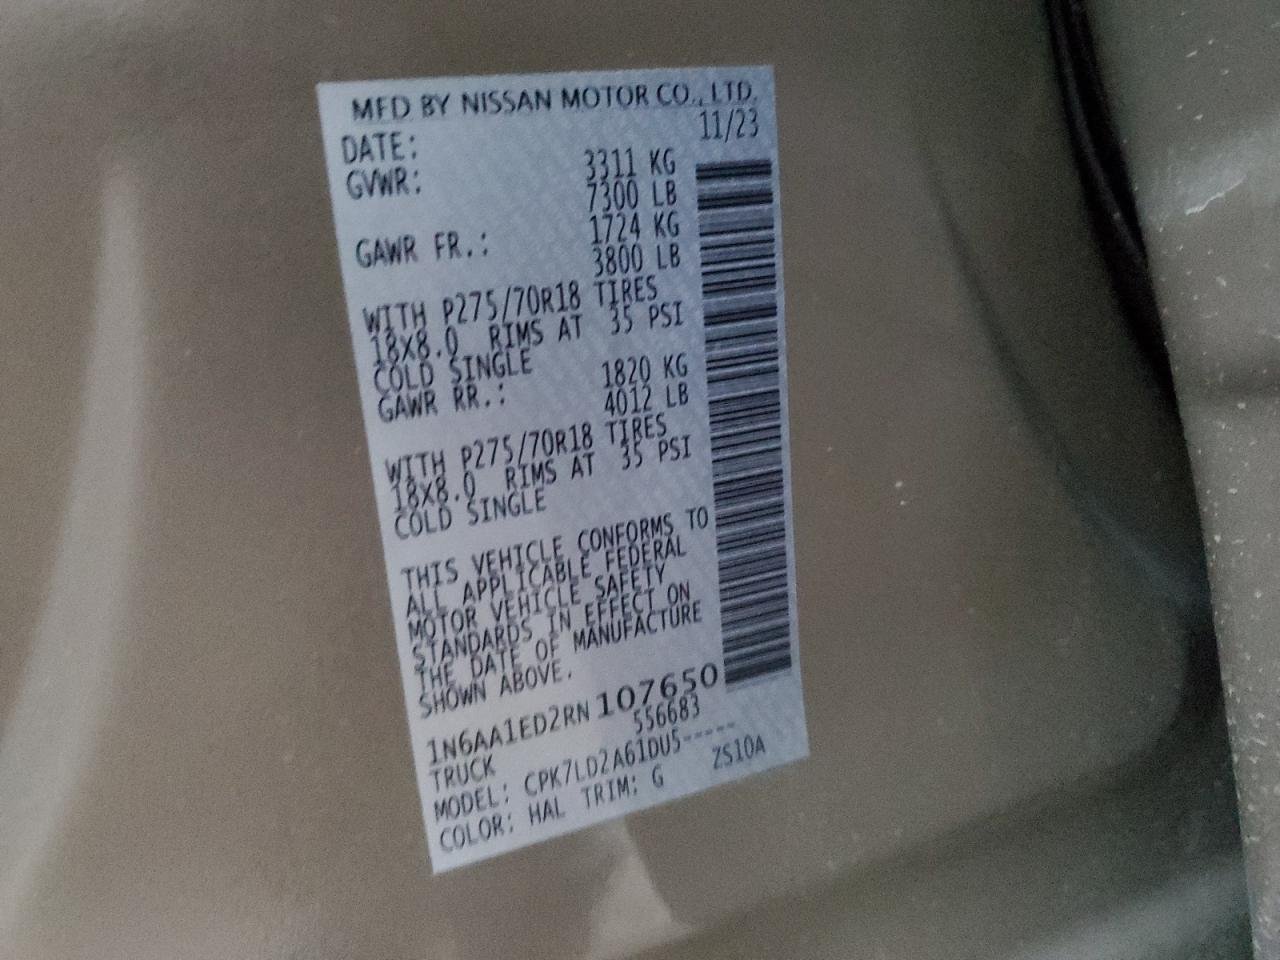 MFD BY NISSAN MOTOR CO., LTD.
DATE: 11/23
GVWR: 3311 KG
7300 LB
GAWR FR.: 1724 KG
3800 LB
WITH P275/70R18 TIRES
18X8.0 RIMS AT 35 PSI
COLD SINGLE
GAWR RR.: 1820 KG
4012 LB
WITH P275/70R18 TIRES
18X8.0 RIMS AT 35 PSI
COLD SINGLE
THIS VEHICLE CONFORMS TO
ALL APPLICABLE FEDERAL
MOTOR VEHICLE SAFETY
STANDARDS IN EFFECT ON
THE DATE OF MANUFACTURE
SHOWN ABOVE.
1N6AA1ED2RN107650
TRUCK 556683
MODEL: CPK7LD2A61DU5-----
COLOR: HAL TRIM: G ZS10A